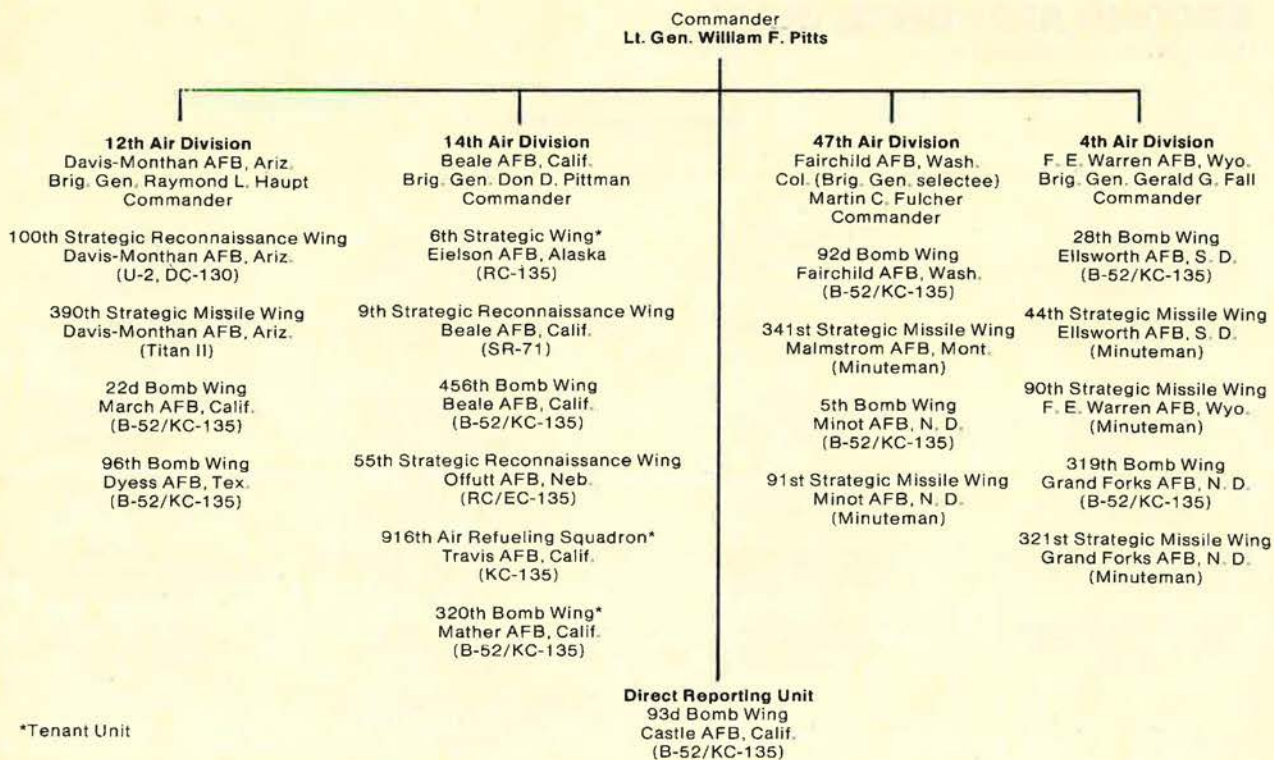 Commander
Lt. Gen. William F. Pitts
12th Air Division
Davis-Monthan AFB, Ariz.
Brig. Gen. Raymond L. Haupt
Commander
100th Strategic Reconnaissance Wing
Davis-Monthan AFB, Ariz.
(U-2, DC-130)
390th Strategic Missile Wing
Davis-Monthan AFB, Ariz.
(Titan II)
22d Bomb Wing
March AFB, Calif.
(B-52/KC-135)
96th Bomb Wing
Dyess AFB, Tex.
(B-52/KC-135)
14th Air Division
Beale AFB, Calif.
Brig. Gen. Don D. Pittman
Commander
6th Strategic Wing*
Eielson AFB, Alaska
(RC-135)
9th Strategic Reconnaissance Wing
Beale AFB, Calif.
(SR-71)
456th Bomb Wing
Beale AFB, Calif.
(B-52/KC-135)
55th Strategic Reconnaissance Wing
Offutt AFB, Neb.
(RC/EC-135)
916th Air Refueling Squadron*
Travis AFB, Calif.
(KC-135)
320th Bomb Wing*
Mather AFB, Calif.
(B-52/KC-135)
47th Air Division
Fairchild AFB, Wash.
Col. (Brig. Gen. selectee)
Martin C. Fulcher
Commander
92d Bomb Wing
Fairchild AFB, Wash.
(B-52/KC-135)
341st Strategic Missile Wing
Malmstrom AFB, Mont.
(Minuteman)
5th Bomb Wing
Minot AFB, N. D.
(B-52/KC-135)
91st Strategic Missile Wing
Minot AFB, N. D.
(Minuteman)
4th Air Division
F. E. Warren AFB, Wyo.
Brig. Gen. Gerald G. Fall
Commander
28th Bomb Wing
Ellsworth AFB, S. D.
(B-52/KC-135)
44th Strategic Missile Wing
Ellsworth AFB, S. D.
(Minuteman)
90th Strategic Missile Wing
F. E. Warren AFB, Wyo.
(Minuteman)
319th Bomb Wing
Grand Forks AFB, N. D.
(B-52/KC-135)
321st Strategic Missile Wing
Grand Forks AFB, N. D.
(Minuteman)
Direct Reporting Unit
93d Bomb Wing
Castle AFB, Calif.
(B-52/KC-135)
*Tenant Unit